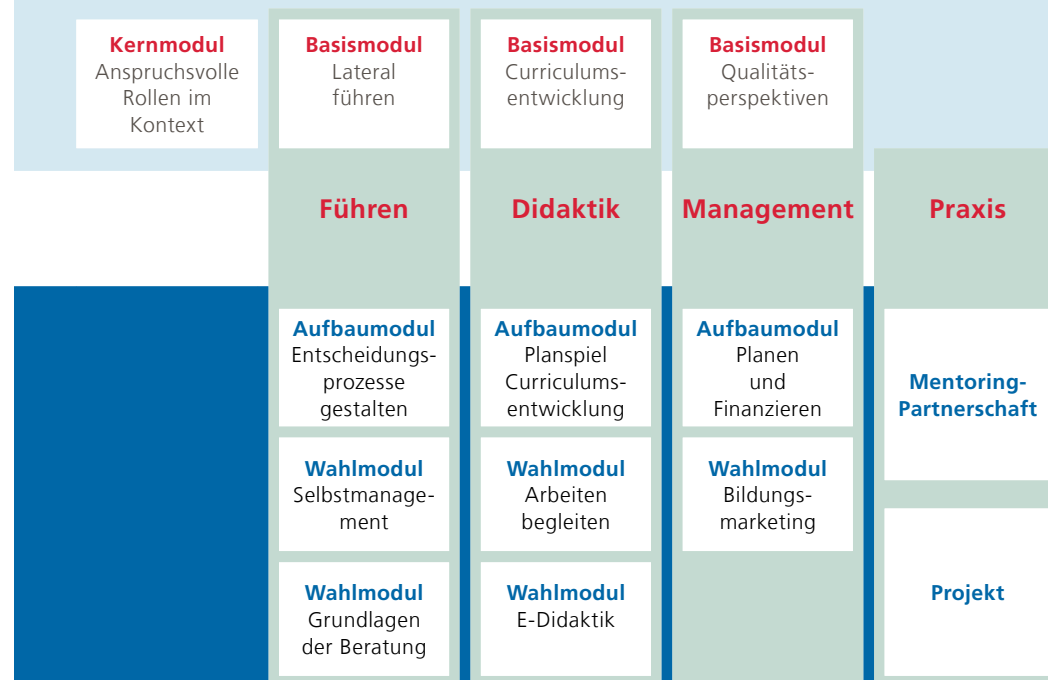 Kernmodul
Anspruchsvolle
Rollen im
Kontext
Basismodul
Lateral
führen
Basismodul
Curriculums-
entwicklung
Basismodul
Qualitäts-
perspektiven
Führen
Didaktik
Management
Praxis
Aufbaumodul
Entscheidungs-
prozesse
gestalten
Aufbaumodul
Planspiel
Curriculums-
entwicklung
Aufbaumodul
Planen
und
Finanzieren
Mentoring-
Partnerschaft
Wahlmodul
Selbstmanage-
ment
Wahlmodul
Arbeiten
begleiten
Wahlmodul
Bildungs-
marketing
Wahlmodul
Grundlagen
der Beratung
Wahlmodul
E-Didaktik
Projekt